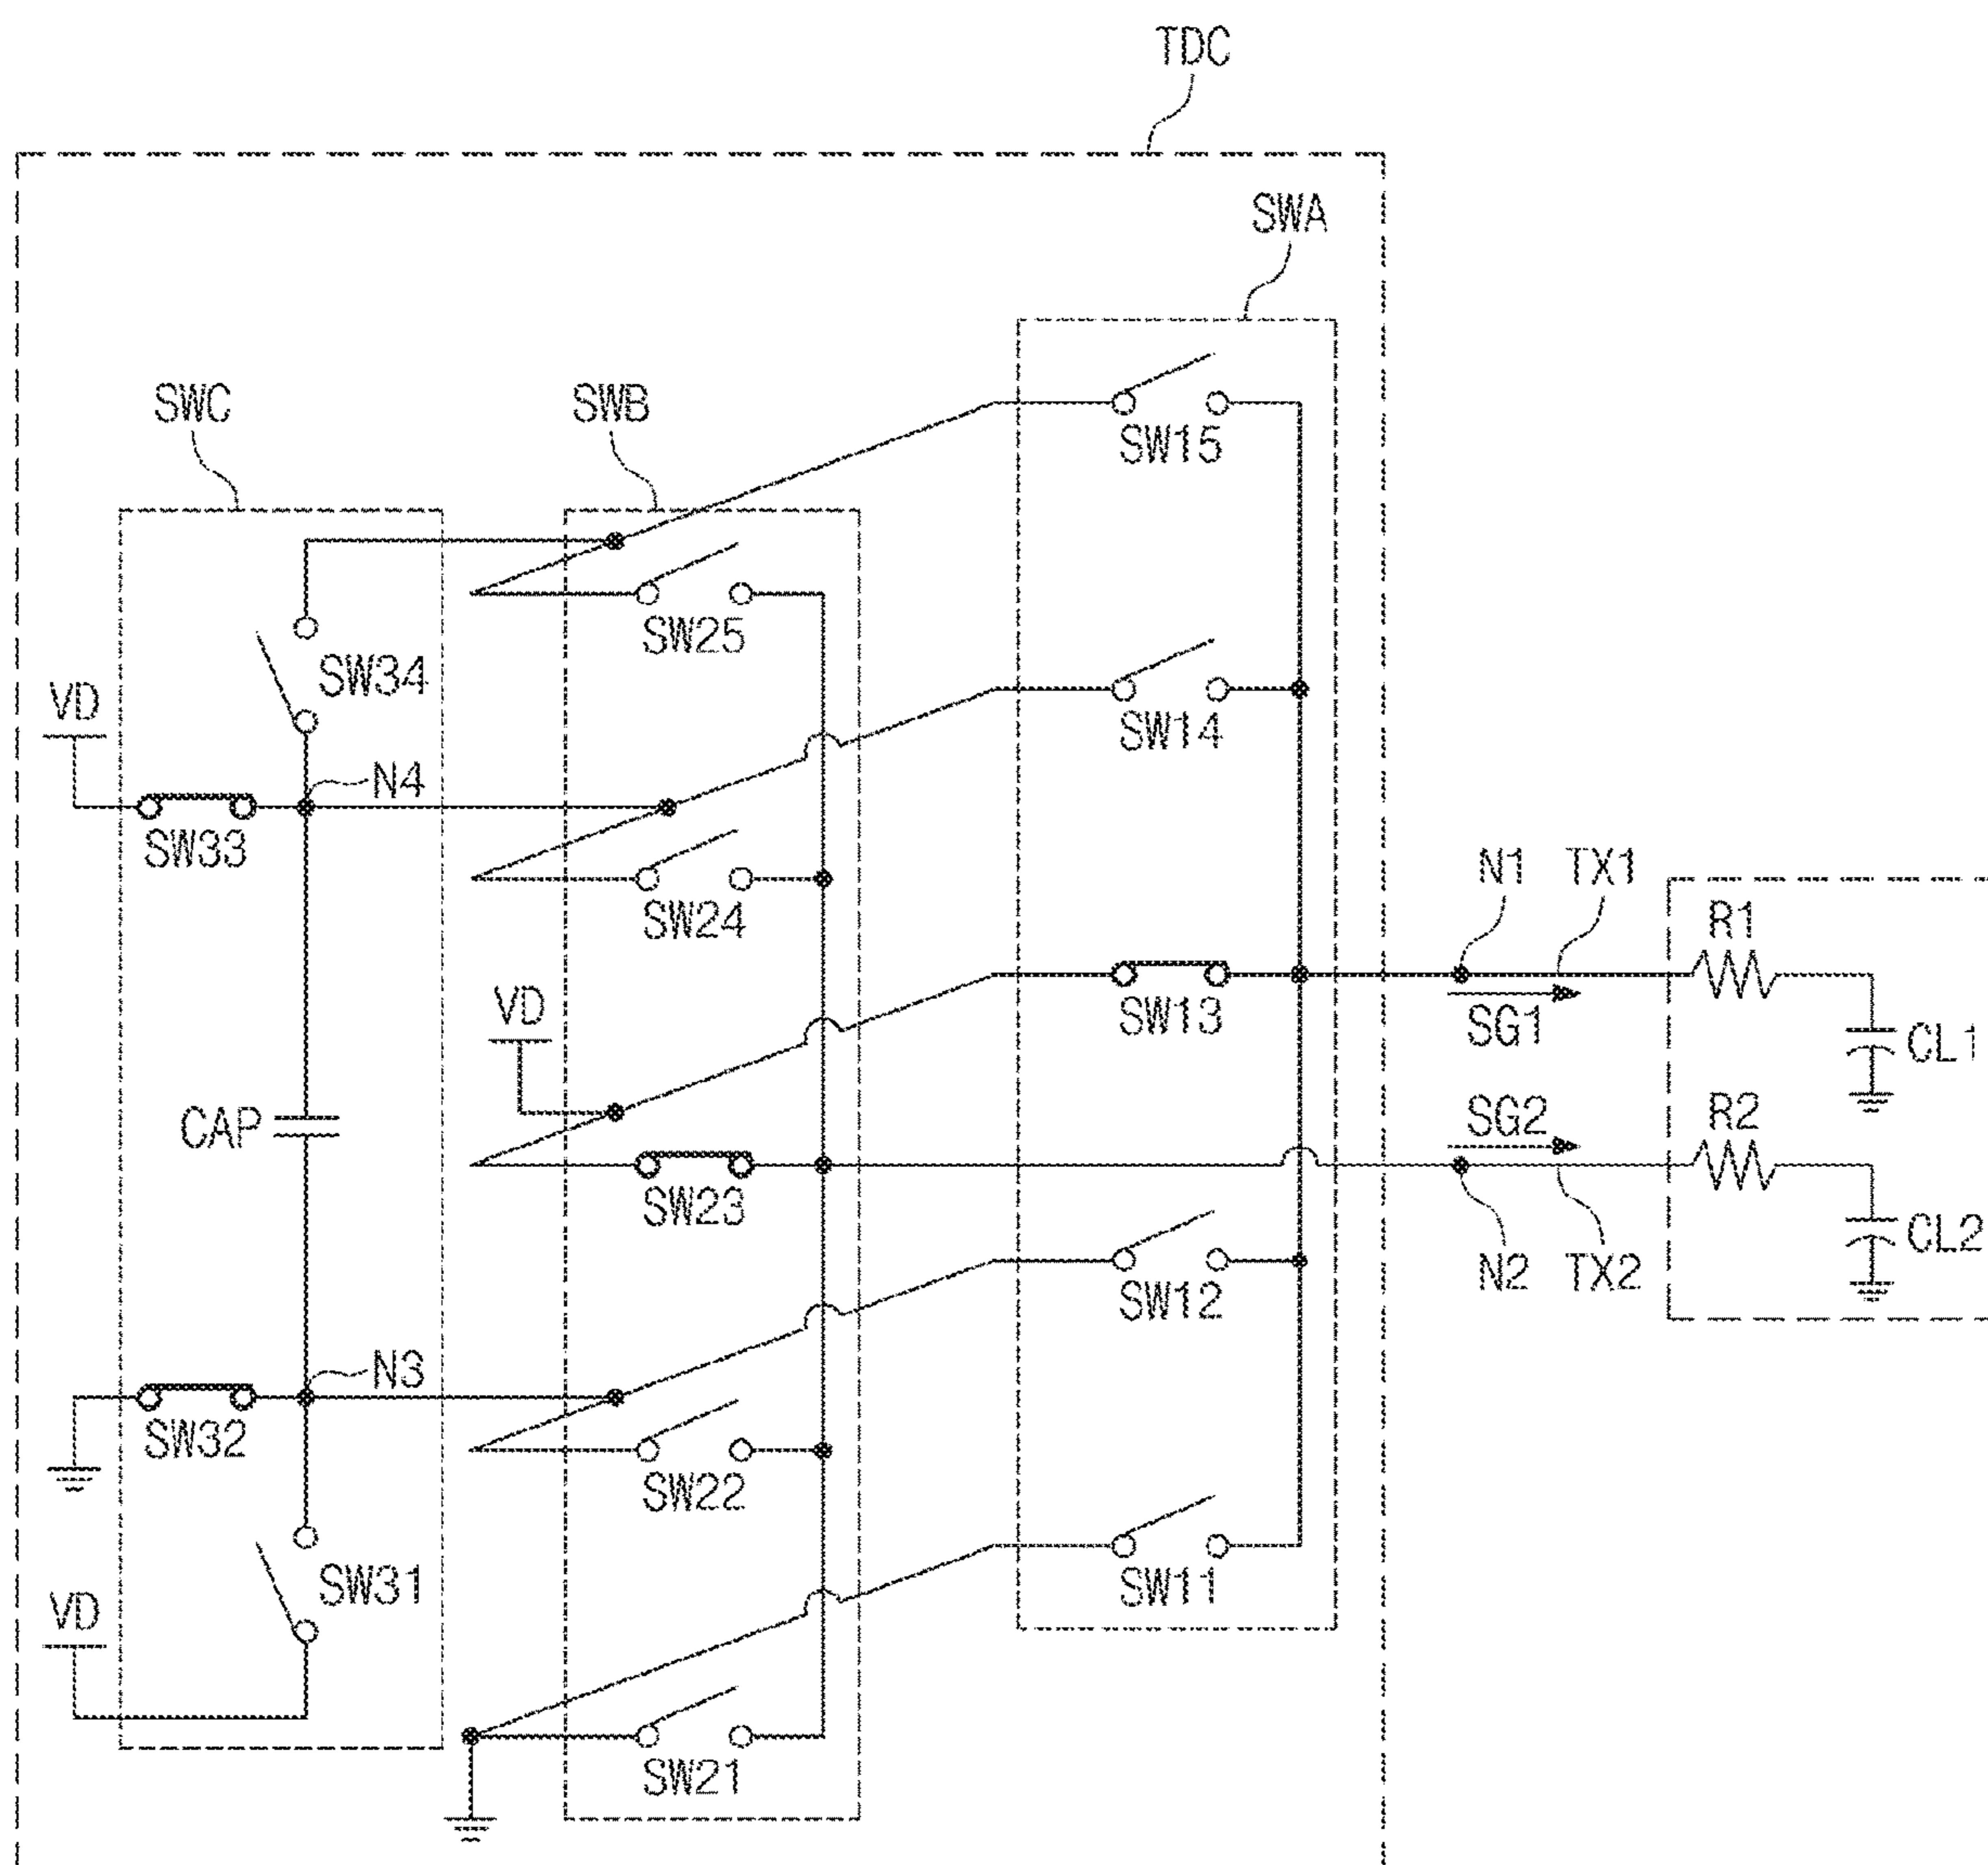 TDC
SWA
SWC
SWB
SW15
SW25
SW34
VD
SW14
N4
SW33
SW24
N1
TX1
R1
VD
SW13
SG1
CL1
CAP
SG2
R2
SW23
CL2
N2
TX2
SW12
N3
SW32
SW22
SW31
SW11
VD
SW21